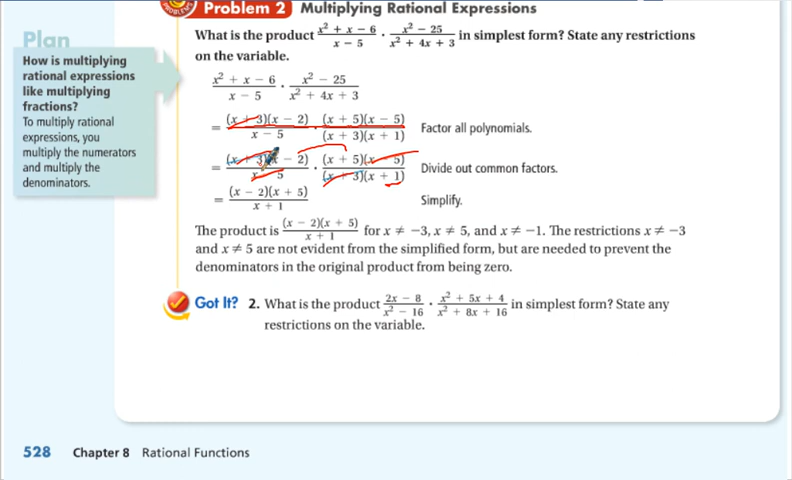 PROBLEM Problem 2 Multiplying Rational Expressions
Plan
How is multiplying
rational expressions
like multiplying
fractions?
To multiply rational
expressions, you
multiply the numerators
and multiply the
denominators.
What is the product (x² + x − 6)/(x − 5) · (x² − 25)/(x² + 4x + 3) in simplest form? State any restrictions
on the variable.
(x² + x − 6)/(x − 5) · (x² − 25)/(x² + 4x + 3)
= (x + 3)(x − 2)/(x − 5) · (x + 5)(x − 5)/(x + 3)(x + 1) Factor all polynomials.
= (x + 3)(x − 2)/(x − 5) · (x + 5)(x − 5)/(x + 3)(x + 1) Divide out common factors.
= (x − 2)(x + 5)/(x + 1) Simplify.
The product is (x − 2)(x + 5)/(x + 1) for x ≠ −3, x ≠ 5, and x ≠ −1. The restrictions x ≠ −3
and x ≠ 5 are not evident from the simplified form, but are needed to prevent the
denominators in the original product from being zero.
Got It? 2. What is the product (2x − 8)/(x² − 16) · (x² + 5x + 4)/(x² + 8x + 16) in simplest form? State any
restrictions on the variable.
528 Chapter 8 Rational Functions